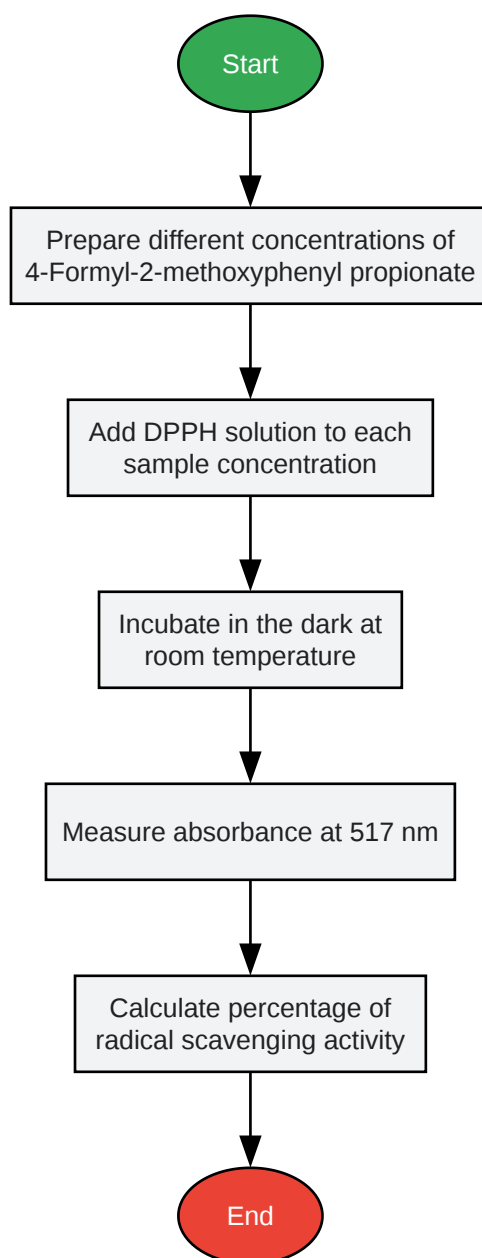 Start
Prepare different concentrations of
4-Formyl-2-methoxyphenyl propionate
Add DPPH solution to each
sample concentration
Incubate in the dark at
room temperature
Measure absorbance at 517 nm
Calculate percentage of
radical scavenging activity
End